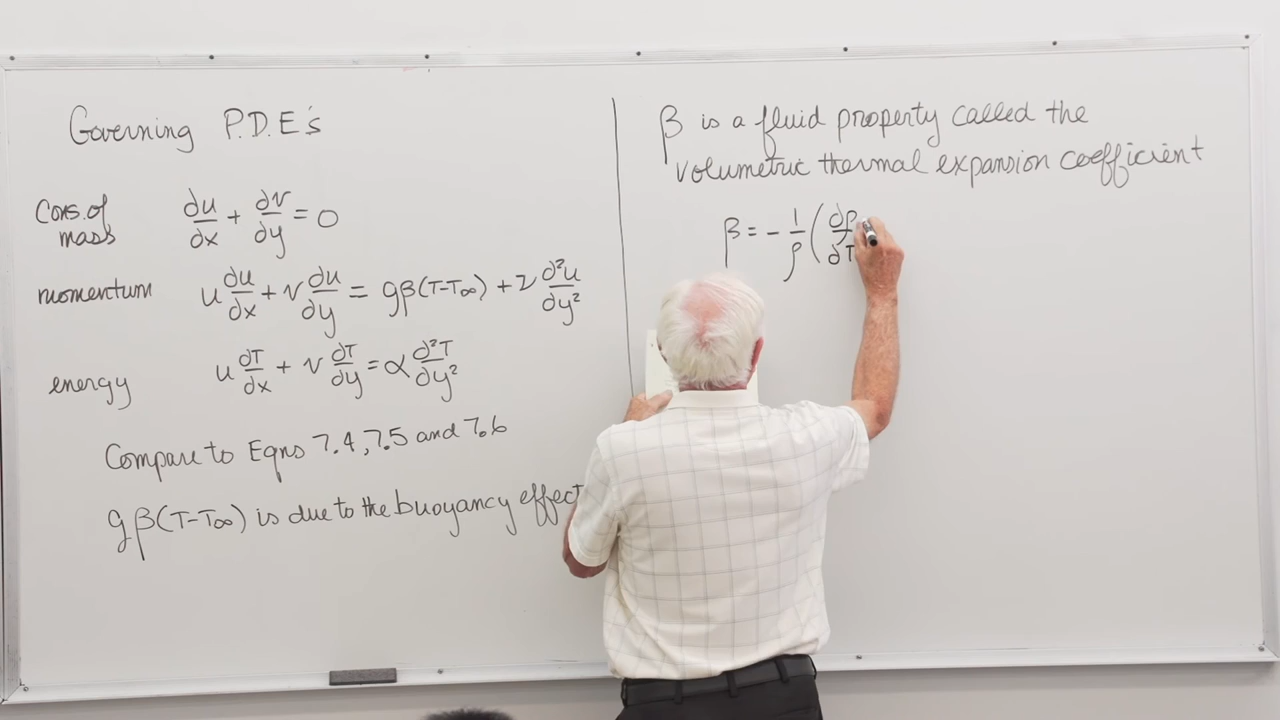 Governing P.D.E's
Cons. of mass ∂u/∂x + ∂v/∂y = 0
momentum u ∂u/∂x + v ∂u/∂y = gβ(T-T∞) + ν ∂²u/∂y²
energy u ∂T/∂x + v ∂T/∂y = α ∂²T/∂y²
Compare to Eqns 7.4, 7.5 and 7.6
gβ(T-T∞) is due to the buoyancy effect
β is a fluid property called the
volumetric thermal expansion coefficient
β = - 1/ρ (∂ρ/∂T